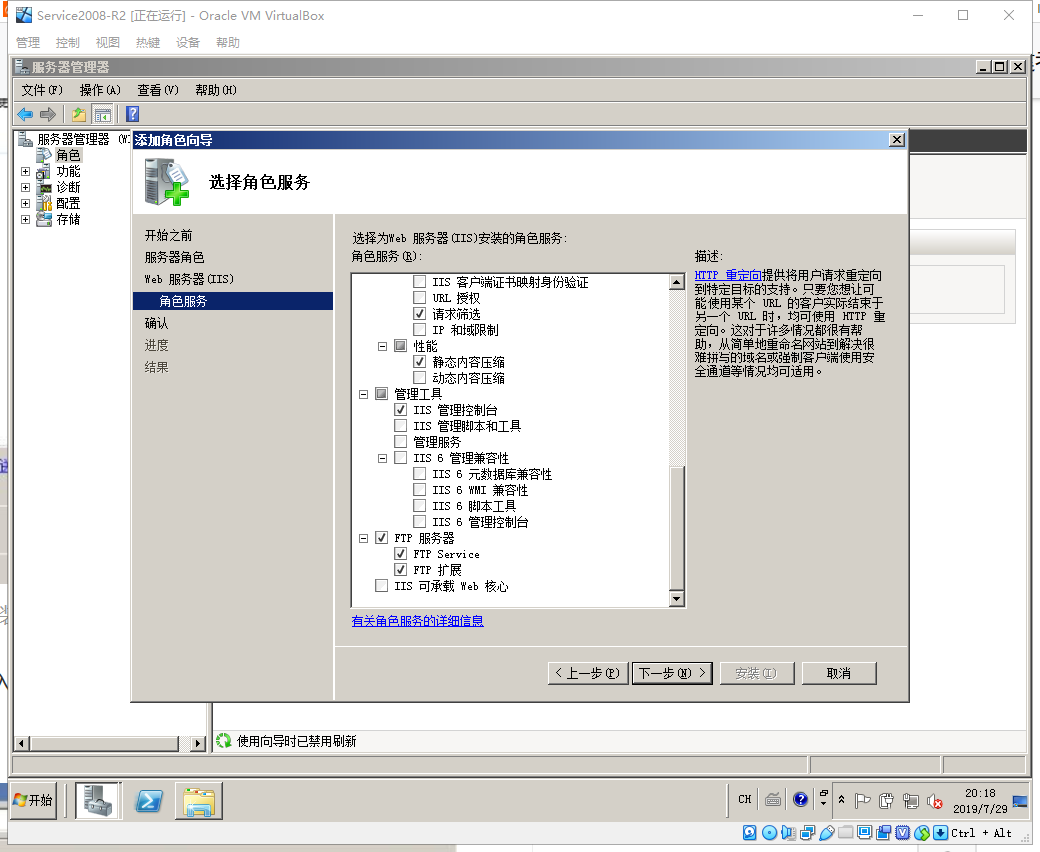 Service2008-R2 [正在运行] - Oracle VM VirtualBox
管理 控制 视图 热键 设备 帮助
服务器管理器
文件(F) 操作(A) 查看(V) 帮助(H)
服务器管理器 (WI
角色
功能
诊断
配置
存储
添加角色向导
选择角色服务
开始之前
服务器角色
Web 服务器(IIS)
角色服务
确认
进度
结果
选择为Web 服务器(IIS)安装的角色服务:
角色服务(R):
IIS 客户端证书映射身份验证
URL 授权
请求筛选
IP 和域限制
性能
静态内容压缩
动态内容压缩
管理工具
IIS 管理控制台
IIS 管理脚本和工具
管理服务
IIS 6 管理兼容性
IIS 6 元数据库兼容性
IIS 6 WMI 兼容性
IIS 6 脚本工具
IIS 6 管理控制台
FTP 服务器
FTP Service
FTP 扩展
IIS 可承载 Web 核心
有关角色服务的详细信息
描述:
HTTP 重定向提供将用户请求重定向
到特定目标的支持。只要您想让可
能使用某个 URL 的客户实际结束于
另一个 URL 时，均可使用 HTTP 重
定向。这对于许多情况都很有帮
助，从简单地重命名网站到解决很
难拼写的域名或强制客户端使用安
全通道等情况均可适用。
< 上一步(P) 下一步(N) > 安装(I) 取消
使用向导时已禁用刷新
开始
CH
20:18
2019/7/29
Ctrl + Alt